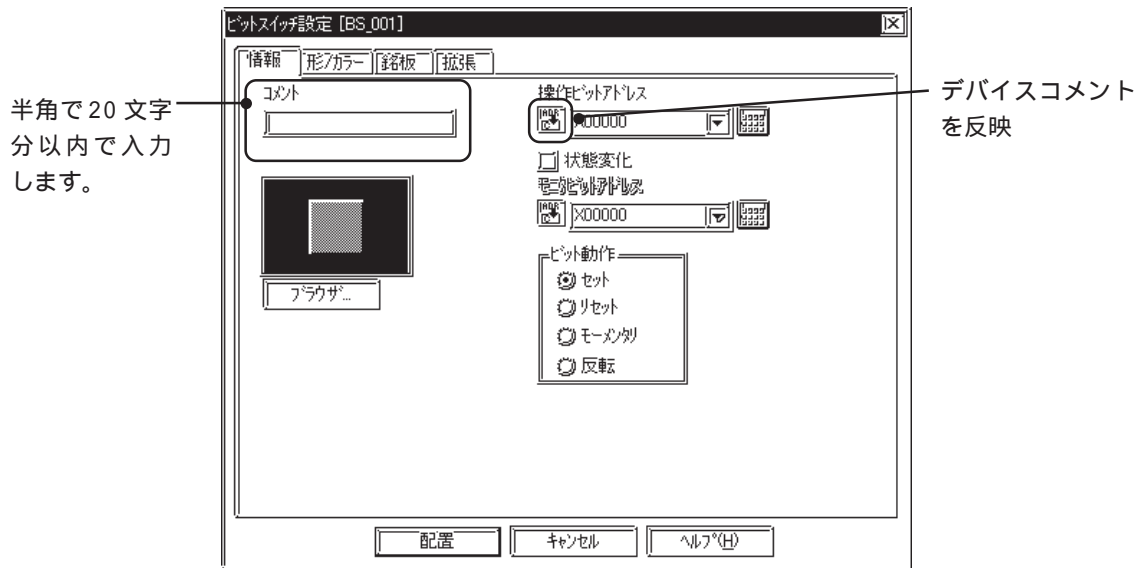 ビットスイッチ設定 [BS_001]
情報 形/カラー 銘板 拡張
コメント
操作ビットアドレス
X00000
状態変化
モニタビットアドレス
X00000
ビット動作
セット
リセット
モーメンタリ
反転
ブラウザ...
配置 キャンセル ヘルプ(H)
半角で20文字
分以内で入力
します。
デバイスコメント
を反映